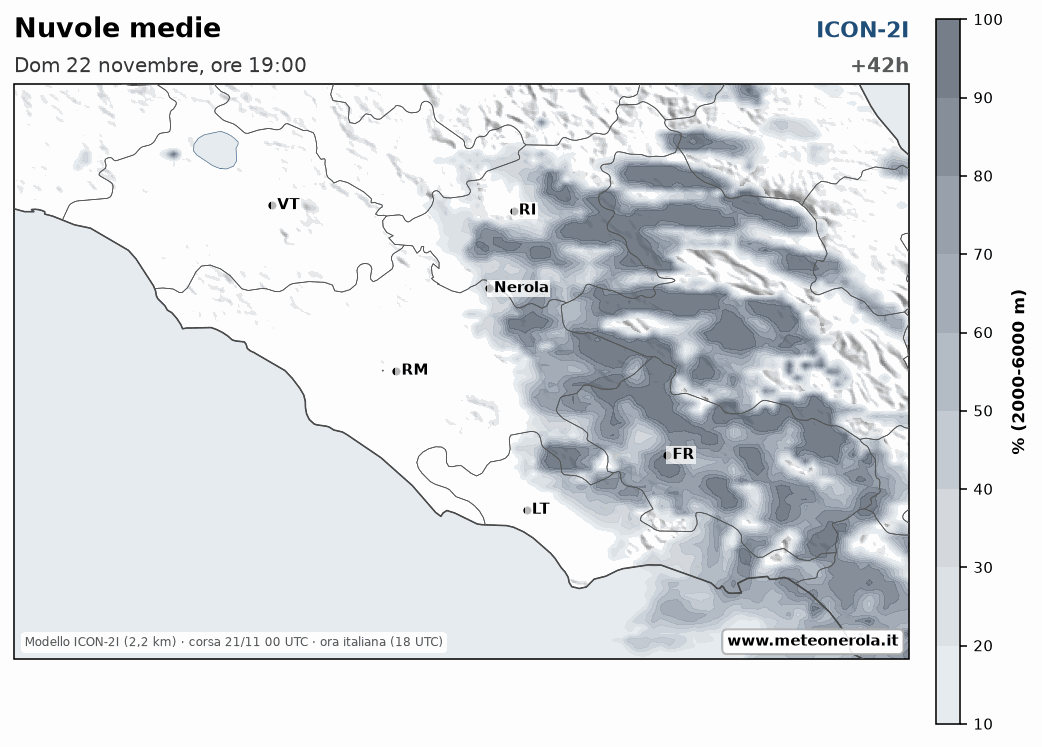 Nuvole medie
ICON-2I
Dom 22 novembre, ore 19:00
+42h
100
90
80
70
60
50
40
30
20
10
% (2000-6000 m)
VT
RI
Nerola
RM
FR
LT
Modello ICON-2I (2,2 km) · corsa 21/11 00 UTC · ora italiana (18 UTC)
www.meteonerola.it